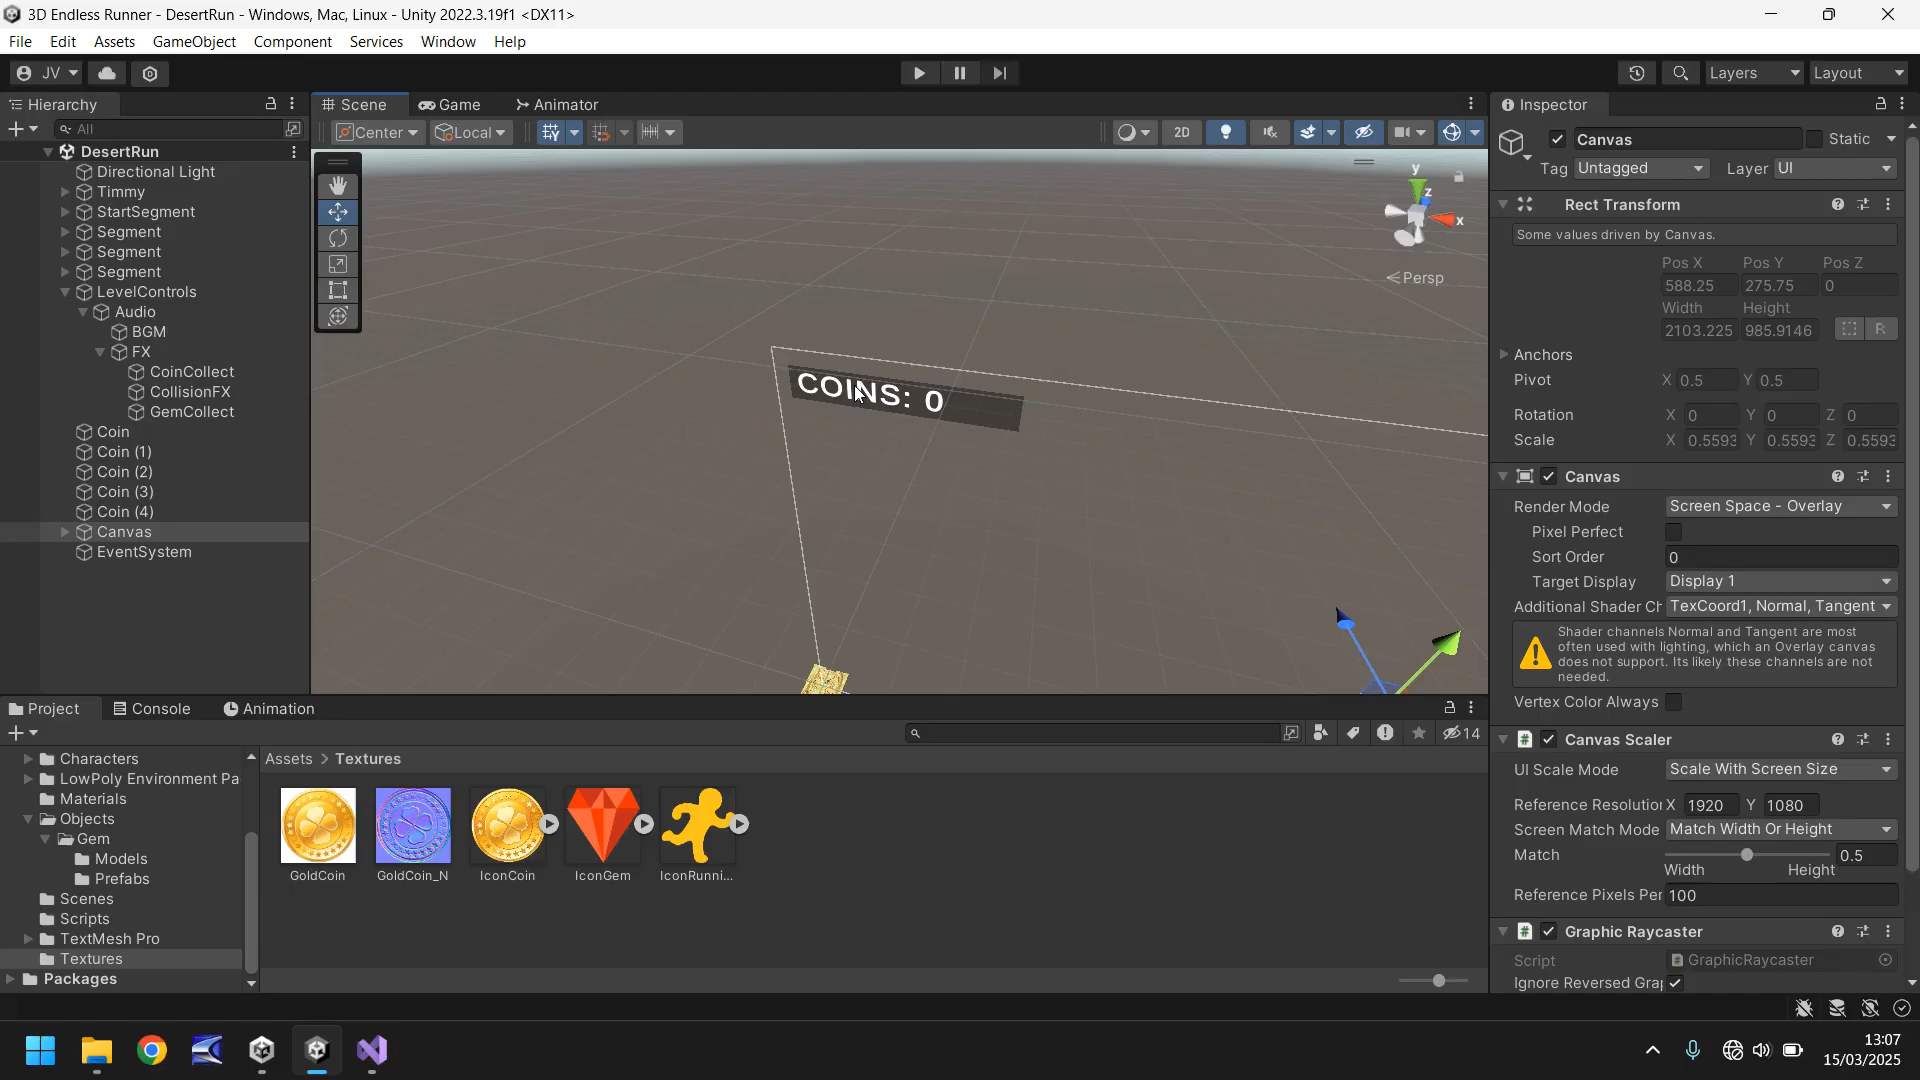 3D Endless Runner - DesertRun - Windows, Mac, Linux - Unity 2022.3.19f1 <DX11>
File Edit Assets GameObject Component Services Window Help
JV
Layers
Layout
Hierarchy
All
DesertRun
Directional Light
Timmy
StartSegment
Segment
Segment
Segment
LevelControls
Audio
BGM
FX
CoinCollect
CollisionFX
GemCollect
Coin
Coin (1)
Coin (2)
Coin (3)
Coin (4)
Canvas
EventSystem
Scene Game Animator
Center Local 2D
y
z
x
Persp
COINS: 0
Inspector
Canvas Static
Tag Untagged Layer UI
Rect Transform
Some values driven by Canvas.
Pos X Pos Y Pos Z
588.25 275.75 0
Width Height
2103.225 985.9146 R
Anchors
Pivot X 0.5 Y 0.5
Rotation X 0 Y 0 Z 0
Scale X 0.5593 Y 0.5593 Z 0.5593
Canvas
Render Mode Screen Space - Overlay
Pixel Perfect
Sort Order 0
Target Display Display 1
Additional Shader Ch TexCoord1, Normal, Tangent
Shader channels Normal and Tangent are most
often used with lighting, which an Overlay canvas
does not support. Its likely these channels are not
needed.
Vertex Color Always
Canvas Scaler
UI Scale Mode Scale With Screen Size
Reference Resolution X 1920 Y 1080
Screen Match Mode Match Width Or Height
Match 0.5
Width Height
Reference Pixels Per 100
Graphic Raycaster
Script GraphicRaycaster
Ignore Reversed Grap
Project Console Animation
14
Characters
LowPoly Environment Pa
Materials
Objects
Gem
Models
Prefabs
Scenes
Scripts
TextMesh Pro
Textures
Packages
Assets > Textures
GoldCoin GoldCoin_N IconCoin IconGem IconRunni...
13:07
15/03/2025